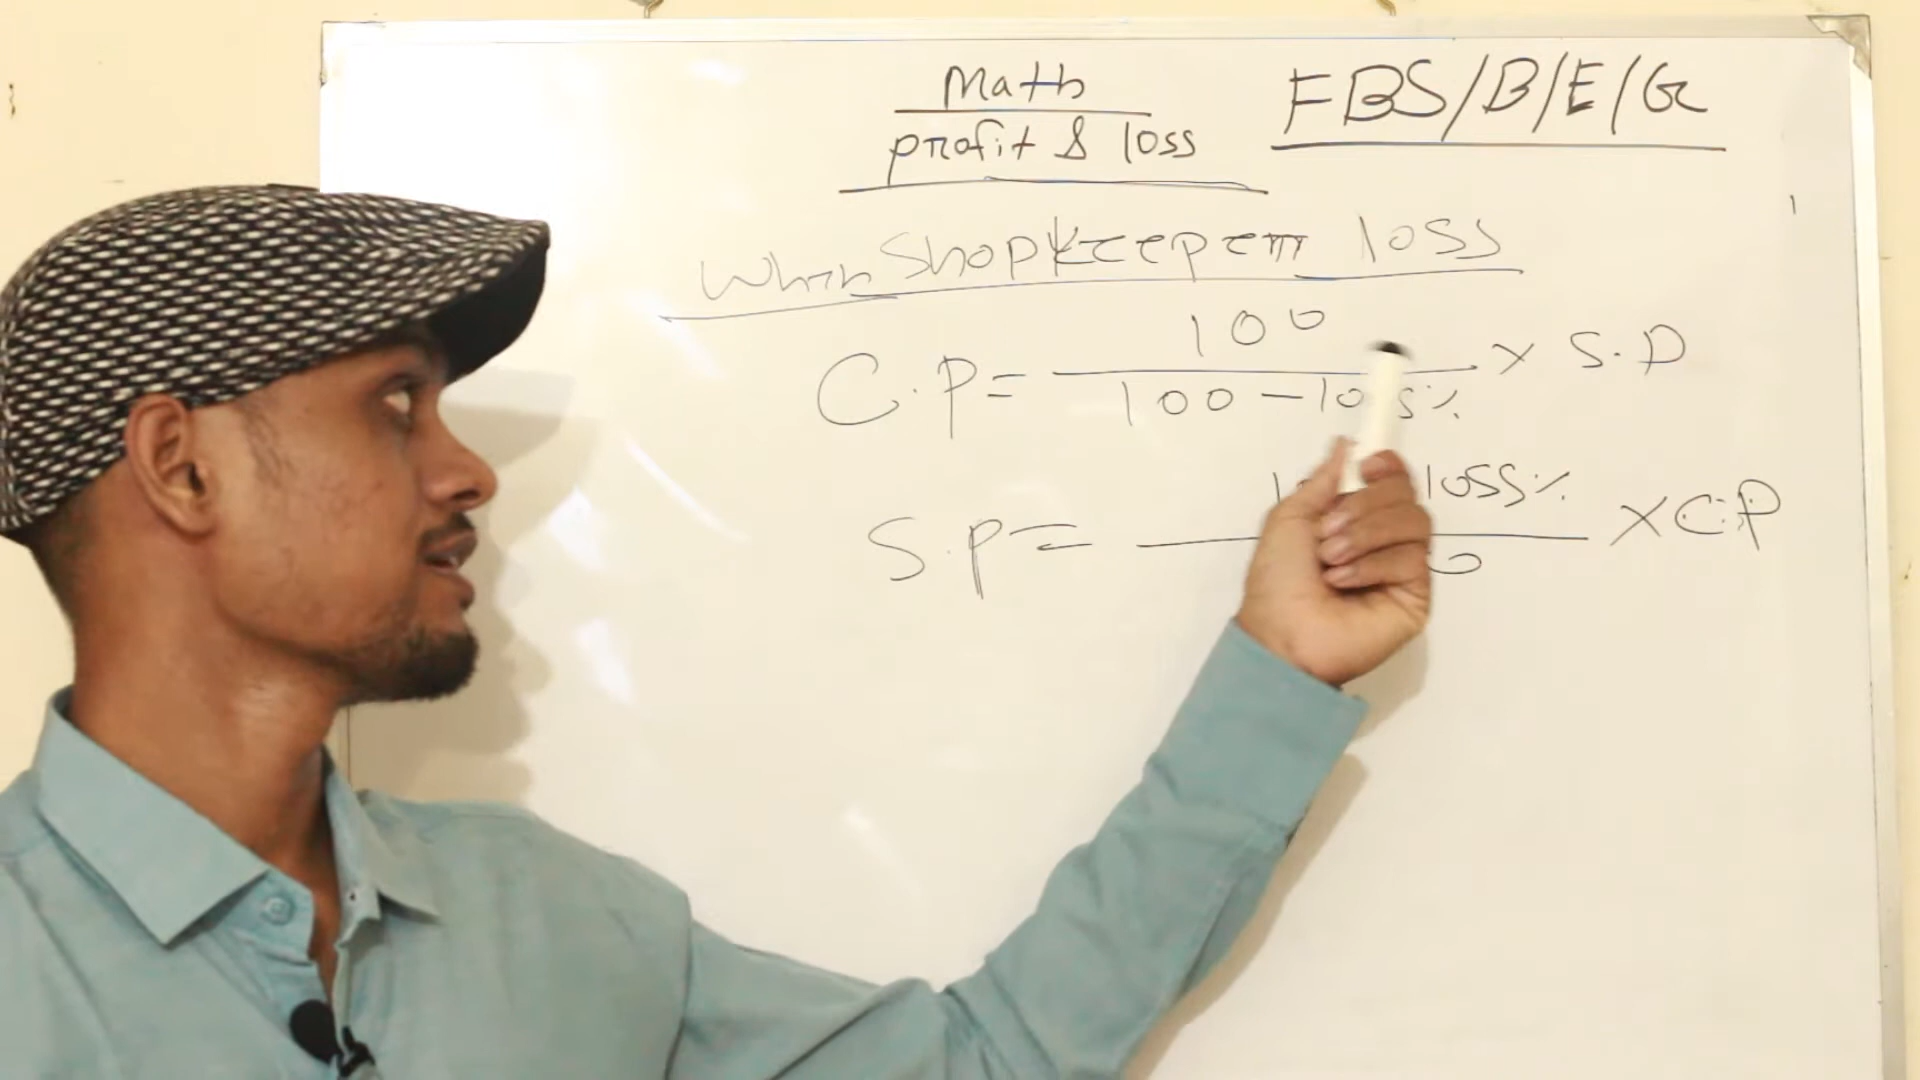 Math
profit & loss
FBS/B/E/G
When Shopkeeper loss
C.P = 100 / 100 - loss% × S.P
S.P = loss% × C.P